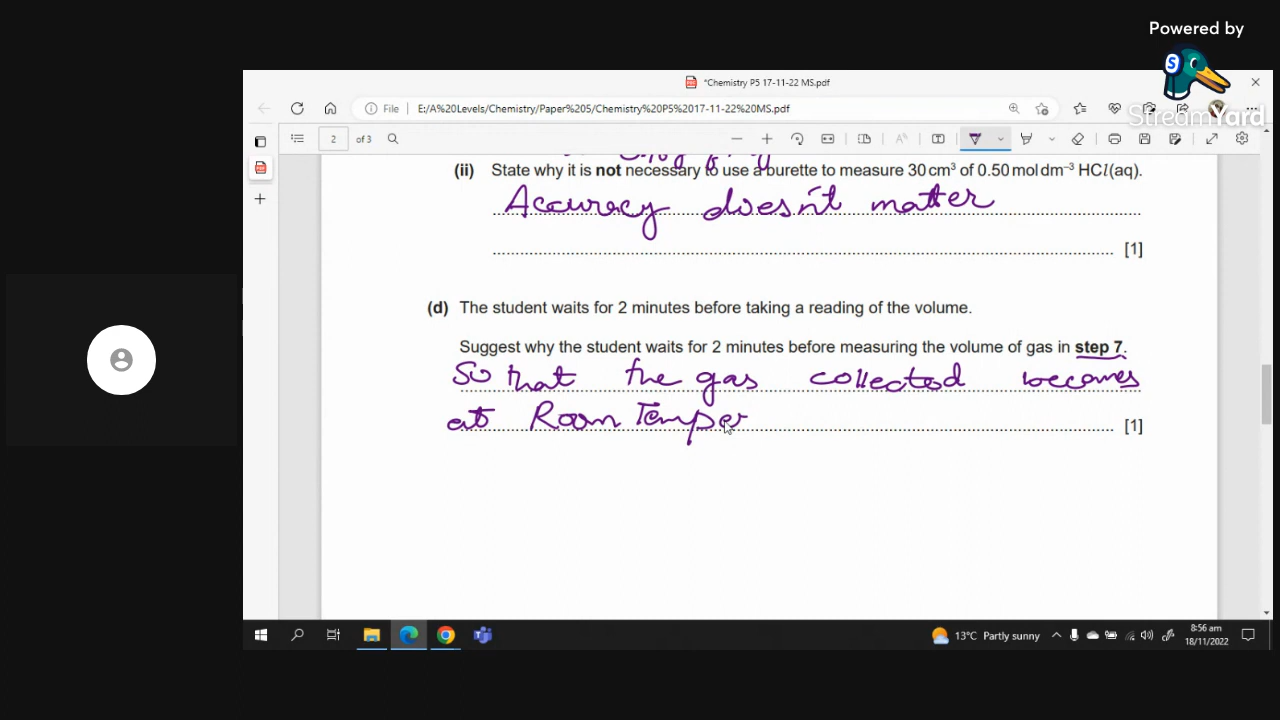 Powered by
S
StreamYard
*Chemistry P5 17-11-22 MS.pdf
File E:/A%20Levels/Chemistry/Paper%205/Chemistry%20P5%2017-11-22%20MS.pdf
2 of 3
(ii) State why it is not necessary to use a burette to measure 30 cm³ of 0.50 mol dm⁻³ HCl(aq).
Accuracy doesn't matter
[1]
(d) The student waits for 2 minutes before taking a reading of the volume.
Suggest why the student waits for 2 minutes before measuring the volume of gas in step 7.
So that the gas collected becomes
at Room Temper
[1]
13°C Partly sunny
8:56 am
18/11/2022